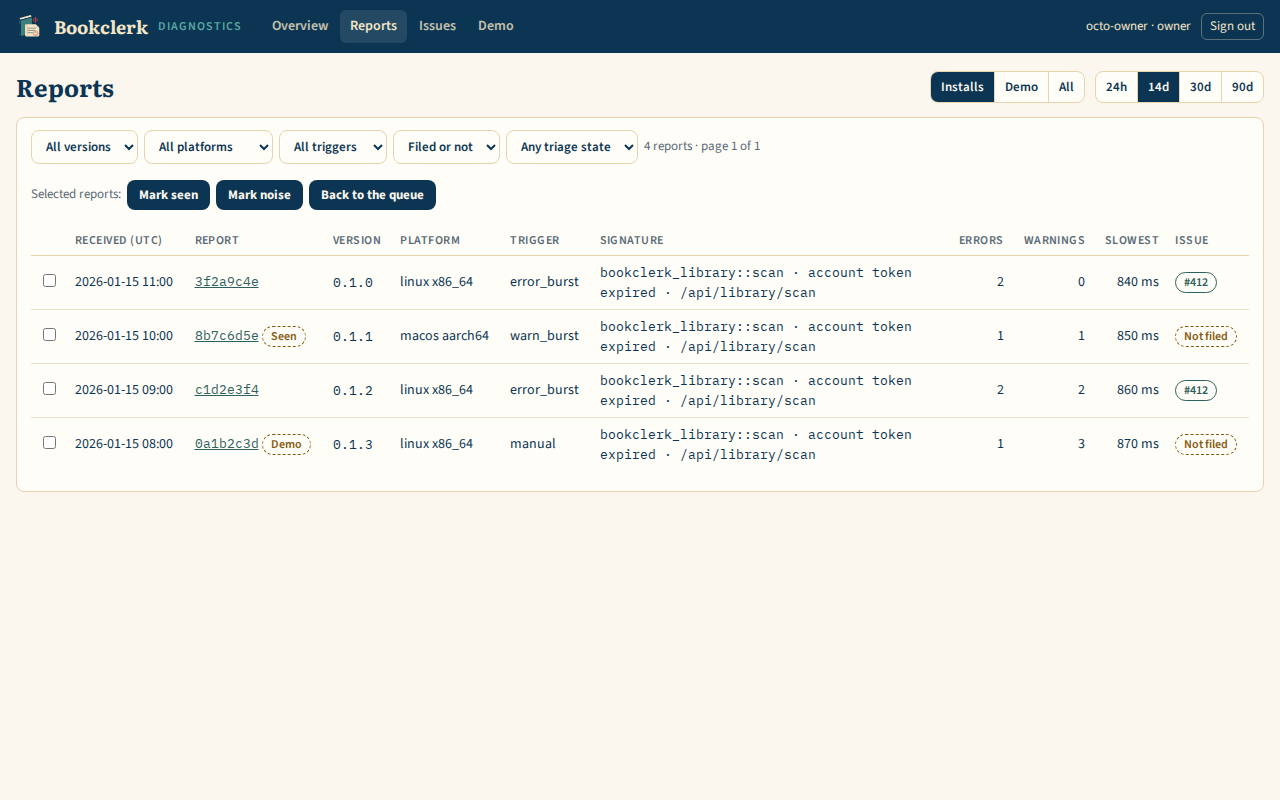 Bookclerk DIAGNOSTICS Overview Reports Issues Demo octo-owner · owner Sign out
Reports Installs Demo All 24h 14d 30d 90d
All versions All platforms All triggers Filed or not Any triage state 4 reports · page 1 of 1
Selected reports: Mark seen Mark noise Back to the queue
RECEIVED (UTC) REPORT VERSION PLATFORM TRIGGER SIGNATURE ERRORS WARNINGS SLOWEST ISSUE
2026-01-15 11:00 3f2a9c4e 0.1.0 linux x86_64 error_burst bookclerk_library::scan · account token expired · /api/library/scan 2 0 840 ms #412
2026-01-15 10:00 8b7c6d5e Seen 0.1.1 macos aarch64 warn_burst bookclerk_library::scan · account token expired · /api/library/scan 1 1 850 ms Not filed
2026-01-15 09:00 c1d2e3f4 0.1.2 linux x86_64 error_burst bookclerk_library::scan · account token expired · /api/library/scan 2 2 860 ms #412
2026-01-15 08:00 0a1b2c3d Demo 0.1.3 linux x86_64 manual bookclerk_library::scan · account token expired · /api/library/scan 1 3 870 ms Not filed